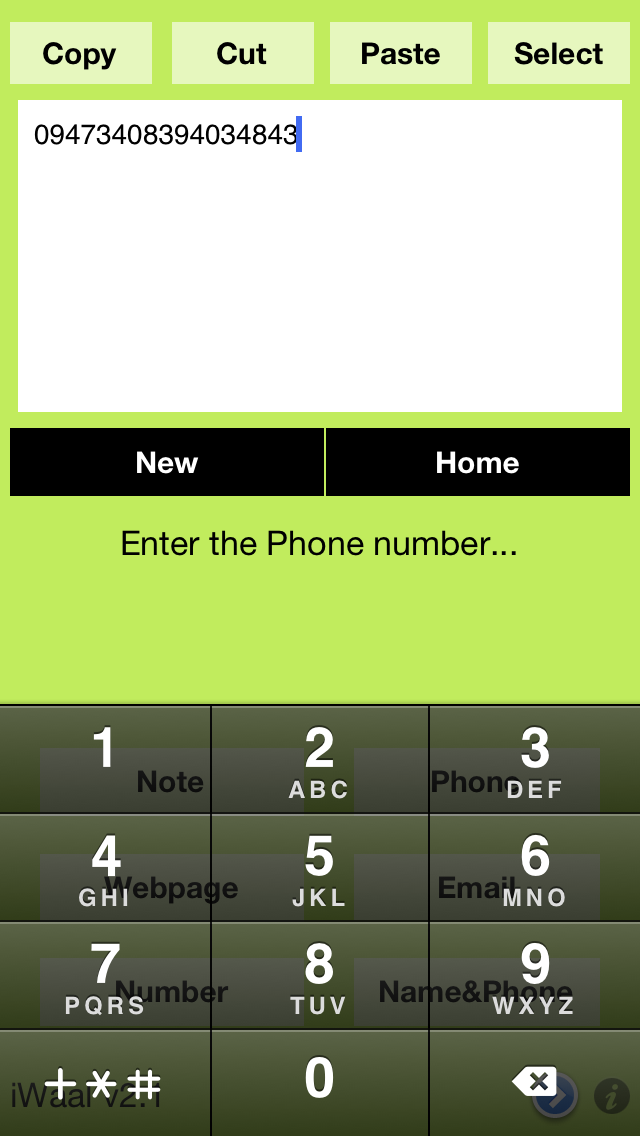 Copy Cut Paste Select
09473408394034843
New Home
Enter the Phone number...
1 2 3
ABC DEF
Note Phone
4 5 6
GHI JKL MNO
Webpage Email
7 8 9
PQRS TUV WXYZ
Number Name&Phone
+*# 0
iWaal v2.1